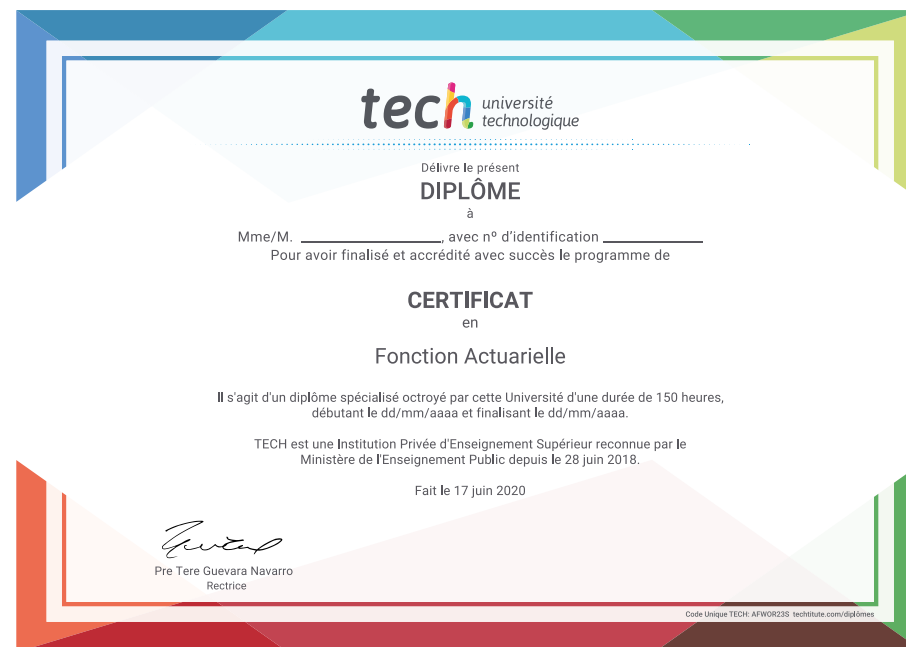 tech université
technologique
Délivre le présent
DIPLÔME
à
Mme/M. ____________________, avec nº d'identification ______________
Pour avoir finalisé et accrédité avec succès le programme de
CERTIFICAT
en
Fonction Actuarielle
Il s'agit d'un diplôme spécialisé octroyé par cette Université d'une durée de 150 heures,
débutant le dd/mm/aaaa et finalisant le dd/mm/aaaa.
TECH est une Institution Privée d'Enseignement Supérieur reconnue par le
Ministère de l'Enseignement Public depuis le 28 juin 2018.
Fait le 17 juin 2020
Pre Tere Guevara Navarro
Rectrice
Code Unique TECH: AFWOR23S techtitute.com/diplômes